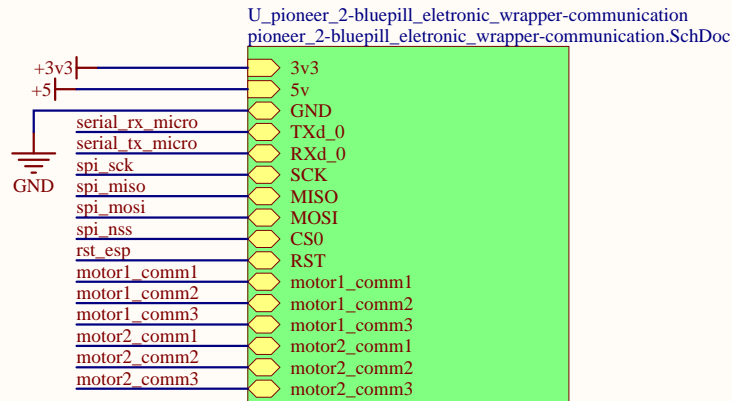 U_pioneer_2-bluepill_eletronic_wrapper-communication
pioneer_2-bluepill_eletronic_wrapper-communication.SchDoc
+3v3 3v3
+5 5v
GND
serial_rx_micro TXd_0
serial_tx_micro RXd_0
spi_sck SCK
GND
spi_miso MISO
spi_mosi MOSI
spi_nss CS0
rst_esp RST
motor1_comm1 motor1_comm1
motor1_comm2 motor1_comm2
motor1_comm3 motor1_comm3
motor2_comm1 motor2_comm1
motor2_comm2 motor2_comm2
motor2_comm3 motor2_comm3